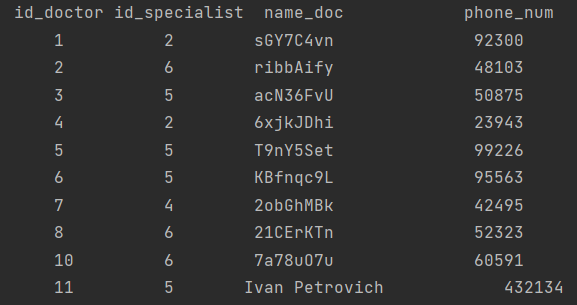 id_doctor id_specialist name_doc phone_num
1 2 sGY7C4vn 92300
2 6 ribbAify 48103
3 5 acN36FvU 50875
4 2 6xjkJDhi 23943
5 5 T9nY5Set 99226
6 5 KBfnqc9L 95563
7 4 2obGhMBk 42495
8 6 21CErKTn 52323
10 6 7a78uO7u 60591
11 5 Ivan Petrovich 432134